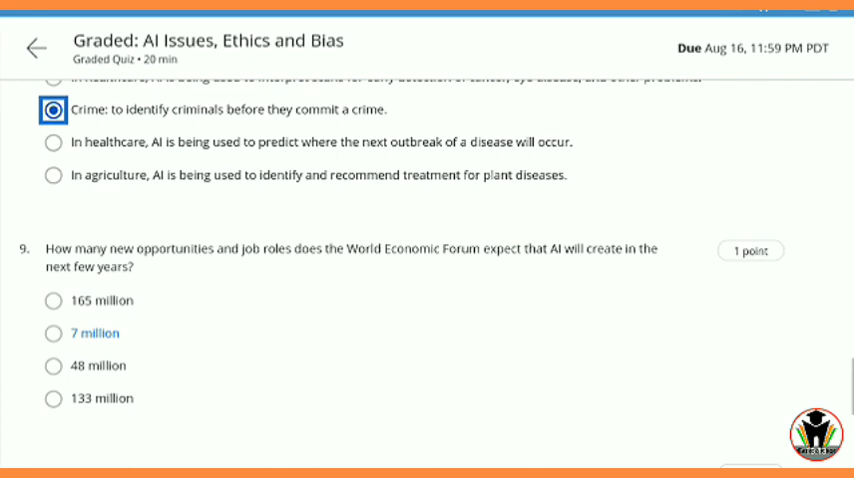 Graded: AI Issues, Ethics and Bias
Graded Quiz • 20 min
Due Aug 16, 11:59 PM PDT
Crime: to identify criminals before they commit a crime.
In healthcare, AI is being used to predict where the next outbreak of a disease will occur.
In agriculture, AI is being used to identify and recommend treatment for plant diseases.
9. How many new opportunities and job roles does the World Economic Forum expect that AI will create in the
next few years?
1 point
165 million
7 million
48 million
133 million